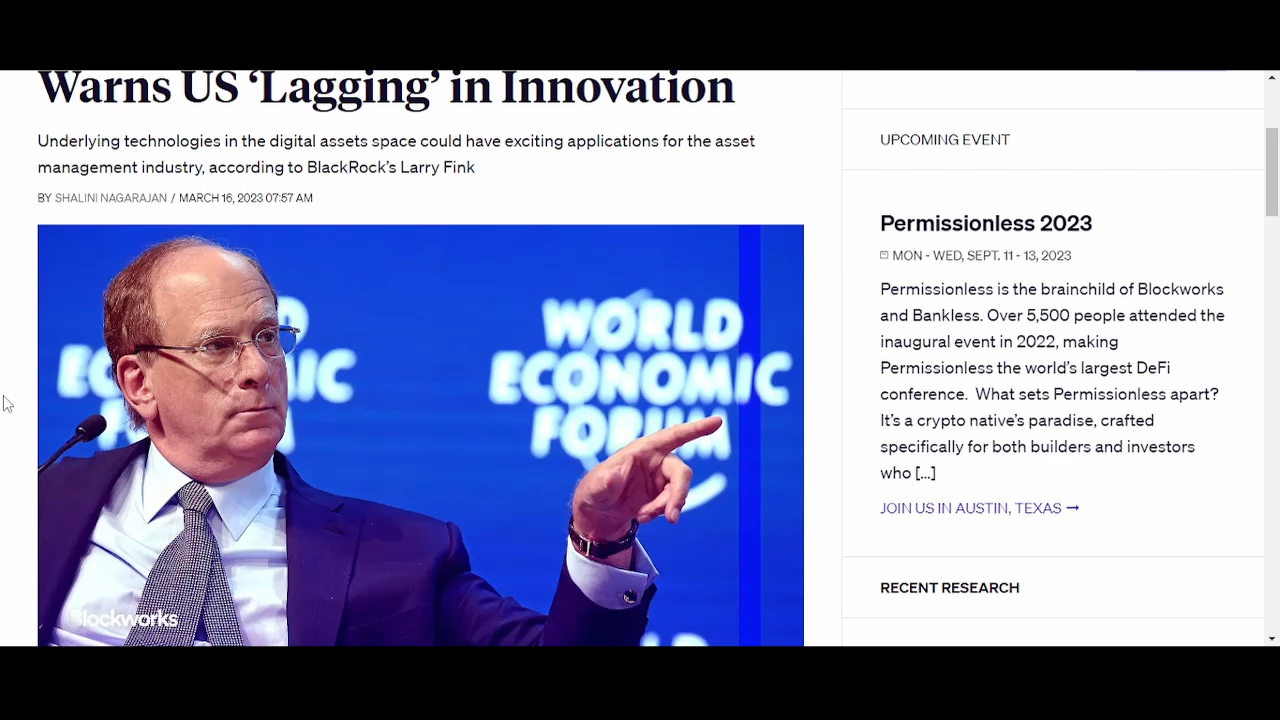 Warns US ‘Lagging’ in Innovation
Underlying technologies in the digital assets space could have exciting applications for the asset
management industry, according to BlackRock’s Larry Fink
BY SHALINI NAGARAJAN / MARCH 16, 2023 07:57 AM
WORLD
ECONOMIC
FORUM
Blockworks
UPCOMING EVENT
Permissionless 2023
MON - WED, SEPT. 11 - 13, 2023
Permissionless is the brainchild of Blockworks
and Bankless. Over 5,500 people attended the
inaugural event in 2022, making
Permissionless the world’s largest DeFi
conference. What sets Permissionless apart?
It’s a crypto native’s paradise, crafted
specifically for both builders and investors
who [...]
JOIN US IN AUSTIN, TEXAS →
RECENT RESEARCH